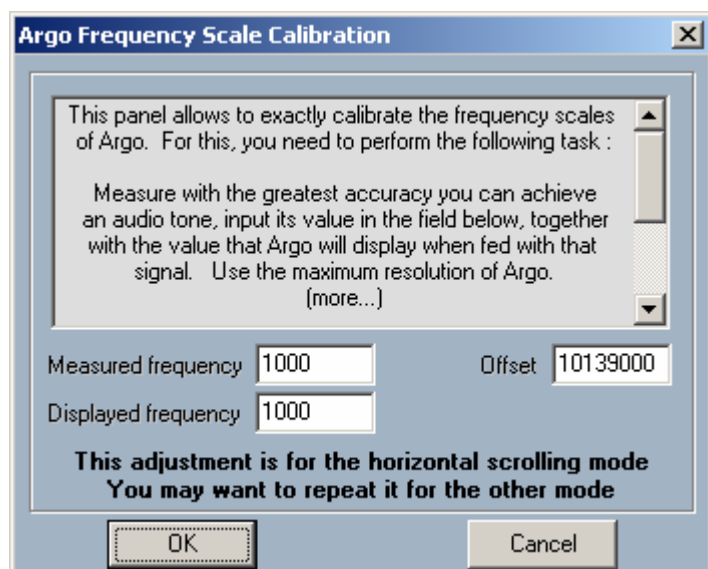 Argo Frequency Scale Calibration
This panel allows to exactly calibrate the frequency scales
of Argo. For this, you need to perform the following task :
Measure with the greatest accuracy you can achieve
an audio tone, input its value in the field below, together
with the value that Argo will display when fed with that
signal. Use the maximum resolution of Argo.
(more...)
Measured frequency 1000 Offset 10139000
Displayed frequency 1000
This adjustment is for the horizontal scrolling mode
You may want to repeat it for the other mode
OK Cancel